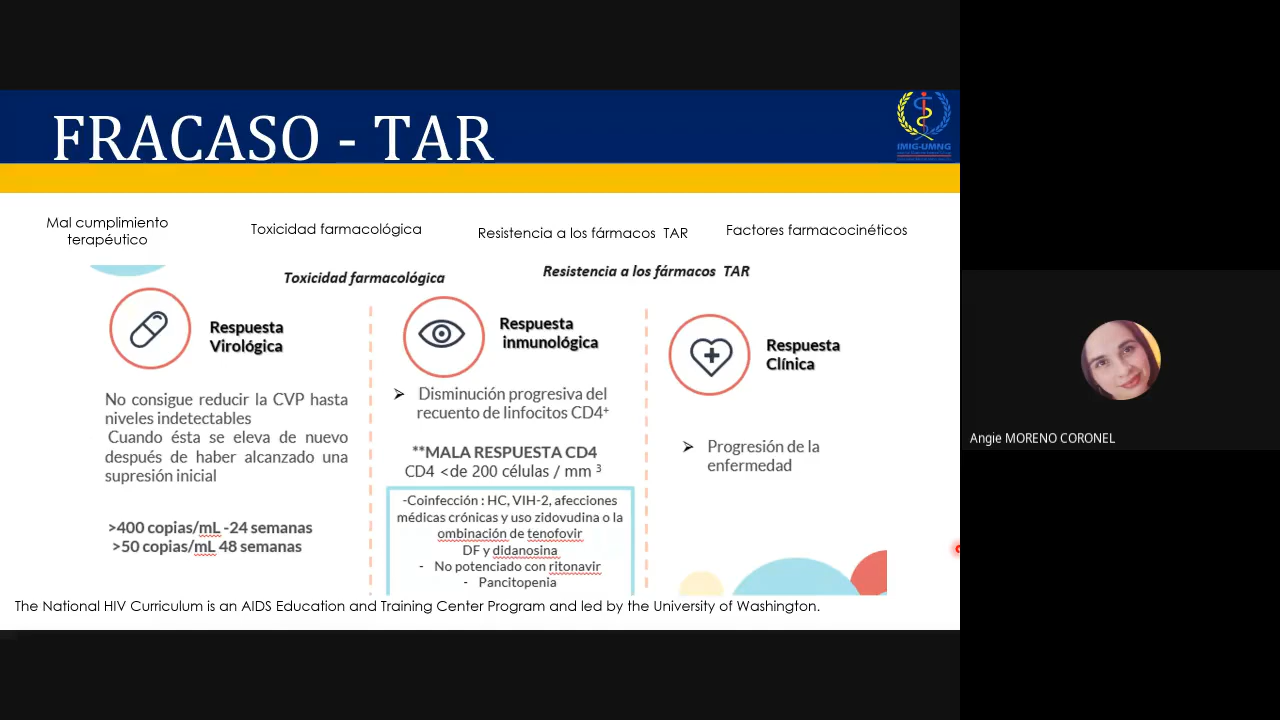 FRACASO - TAR
IMIG-UMNG
Mal cumplimiento
terapéutico
Toxicidad farmacológica
Resistencia a los fármacos TAR
Factores farmacocinéticos
Toxicidad farmacológica
Resistencia a los fármacos TAR
Respuesta
Virológica
No consigue reducir la CVP hasta
niveles indetectables
Cuando ésta se eleva de nuevo
después de haber alcanzado una
supresión inicial
>400 copias/mL -24 semanas
>50 copias/mL 48 semanas
Respuesta
inmunológica
➢ Disminución progresiva del
recuento de linfocitos CD4⁺
**MALA RESPUESTA CD4
CD4 <de 200 células / mm ³
-Coinfección : HC, VIH-2, afecciones
médicas crónicas y uso zidovudina o la
ombinación de tenofovir
DF y didanosina
- No potenciado con ritonavir
- Pancitopenia
Respuesta
Clínica
➢ Progresión de la
enfermedad
The National HIV Curriculum is an AIDS Education and Training Center Program and led by the University of Washington.
Angie MORENO CORONEL